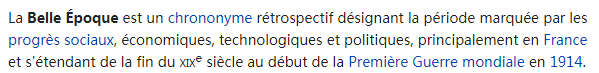 La Belle Époque est un chrononyme rétrospectif désignant la période marquée par les
progrès sociaux, économiques, technologiques et politiques, principalement en France
et s'étendant de la fin du XIXe siècle au début de la Première Guerre mondiale en 1914.